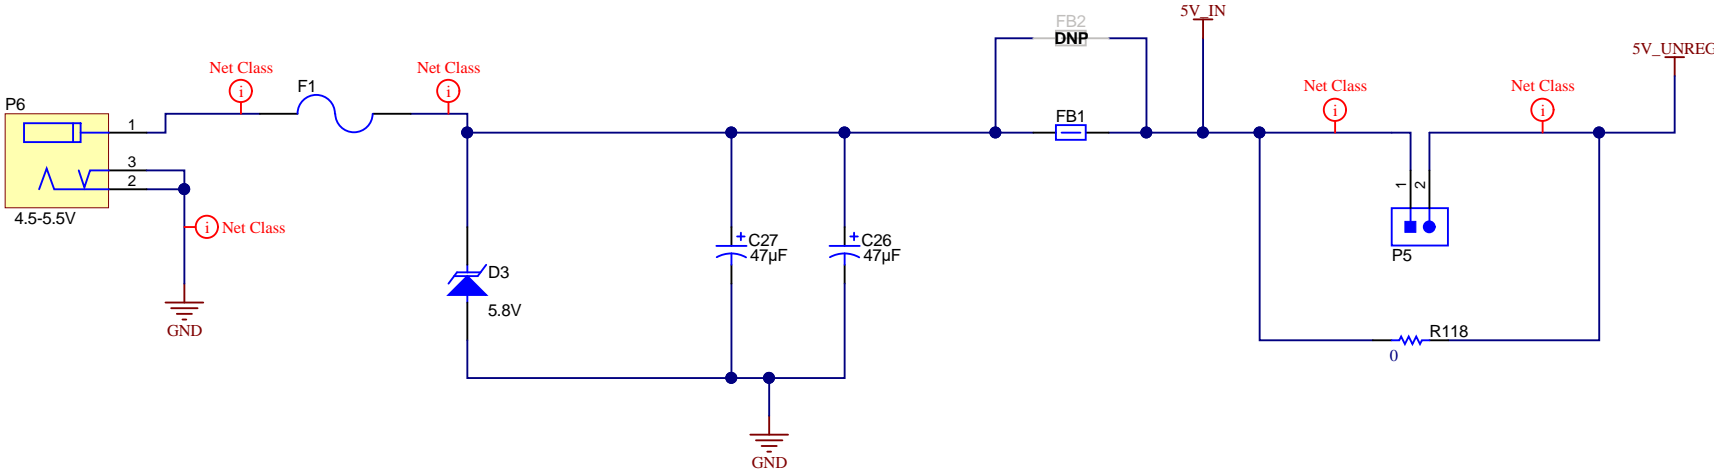 FB2
DNP
5V_IN
5V_UNREG
Net Class
i
F1
Net Class
i
Net Class
i
Net Class
i
P6
1
3
2
4.5-5.5V
i Net Class
GND
FB1
1
2
P5
C27
47µF
C26
47µF
D3
5.8V
R118
0
GND